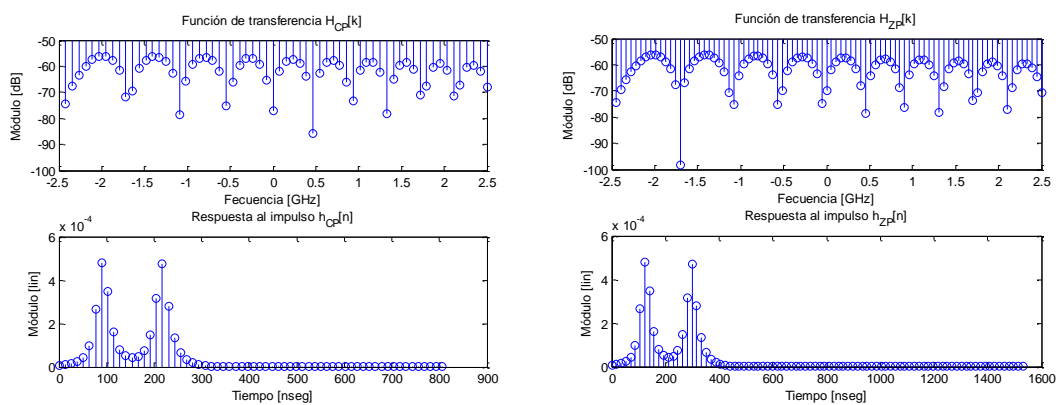 Función de transferencia H_CP[k]
-50
-60
-70
-80
-90
-100
Módulo [dB]
-2.5 -2 -1.5 -1 -0.5 0 0.5 1 1.5 2 2.5
Fecuencia [GHz]
Respuesta al impulso h_CP[n]
x 10^-4
6
4
2
0
Módulo [lin]
0 100 200 300 400 500 600 700 800 900
Tiempo [nseg]
Función de transferencia H_ZP[k]
-50
-60
-70
-80
-90
-100
Módulo [dB]
-2.5 -2 -1.5 -1 -0.5 0 0.5 1 1.5 2 2.5
Fecuencia [GHz]
Respuesta al impulso h_ZP[n]
x 10^-4
6
4
2
0
Módulo [lin]
0 200 400 600 800 1000 1200 1400 1600
Tiempo [nseg]